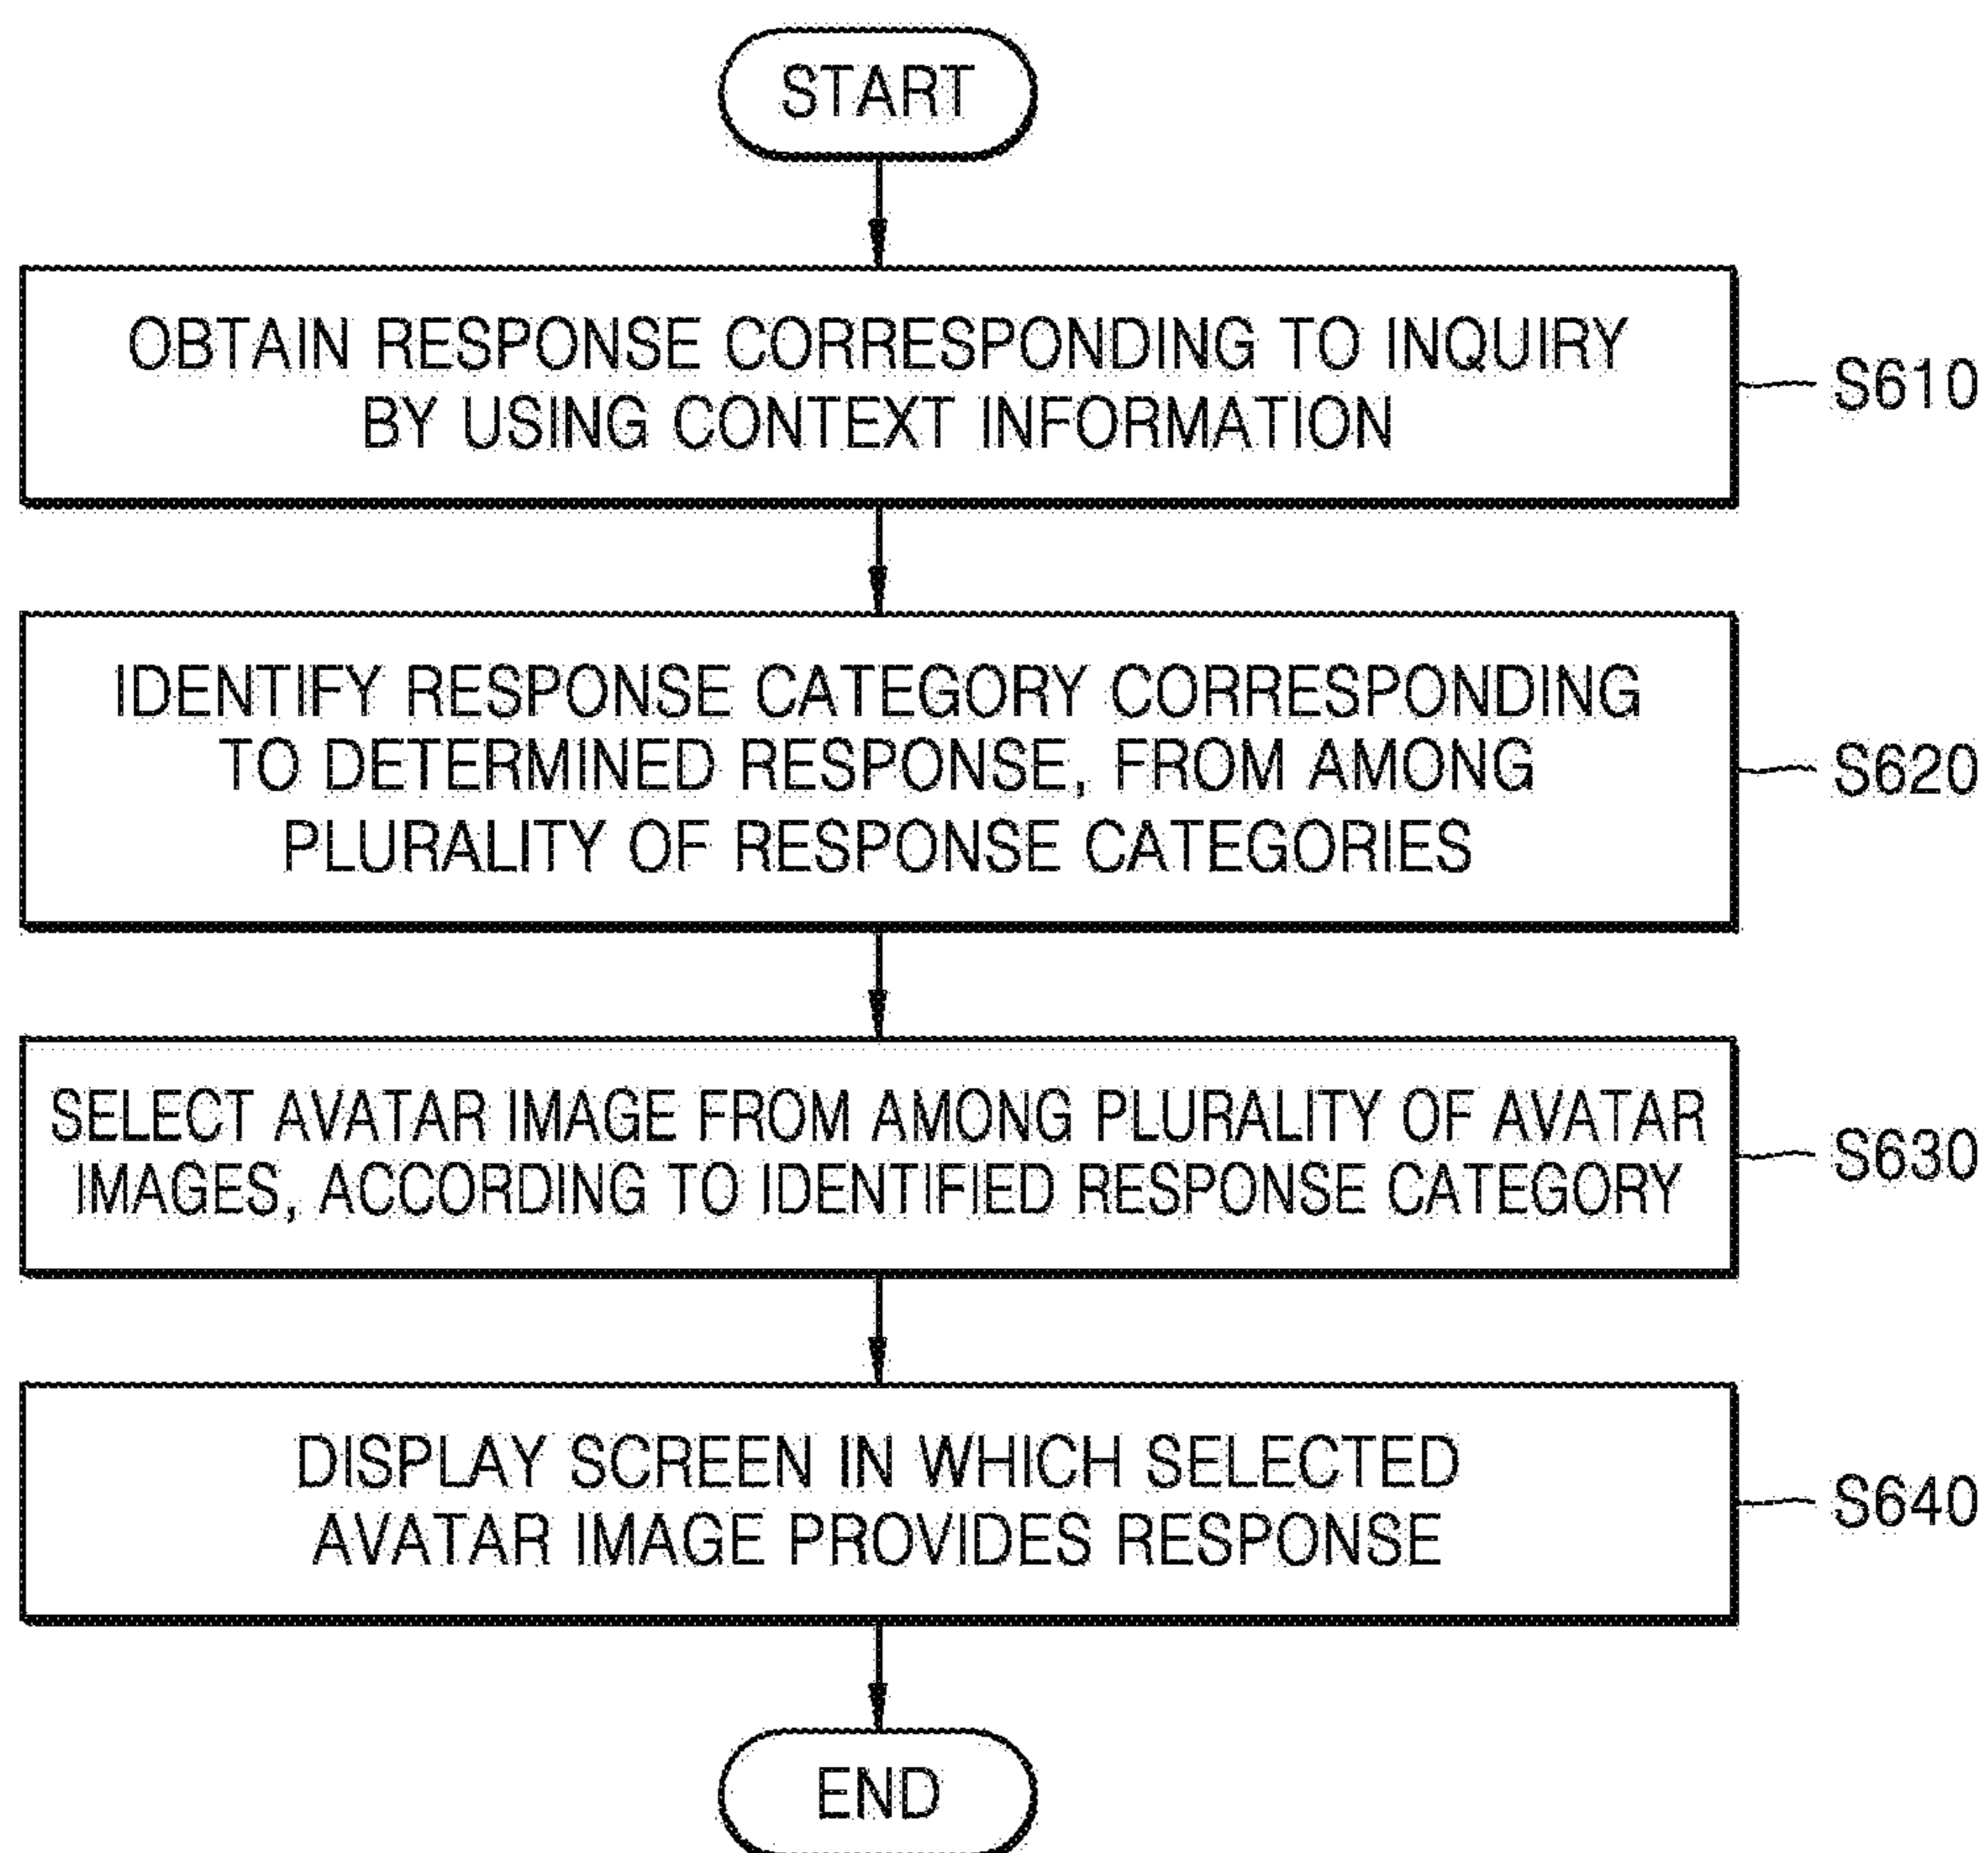 START
OBTAIN RESPONSE CORRESPONDING TO INQUIRY
BY USING CONTEXT INFORMATION
S610
IDENTIFY RESPONSE CATEGORY CORRESPONDING
TO DETERMINED RESPONSE, FROM AMONG
PLURALITY OF RESPONSE CATEGORIES
S620
SELECT AVATAR IMAGE FROM AMONG PLURALITY OF AVATAR
IMAGES, ACCORDING TO IDENTIFIED RESPONSE CATEGORY
S630
DISPLAY SCREEN IN WHICH SELECTED
AVATAR IMAGE PROVIDES RESPONSE
S640
END